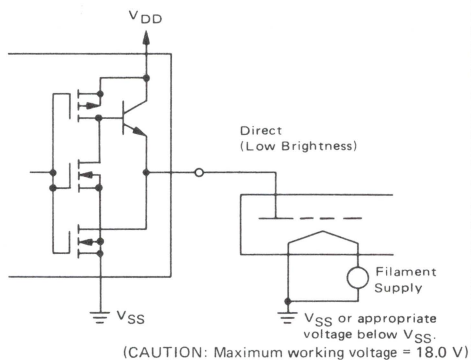 VDD
Direct
(Low Brightness)
Filament
Supply
VSS
VSS or appropriate
voltage below VSS.
(CAUTION: Maximum working voltage = 18.0 V)